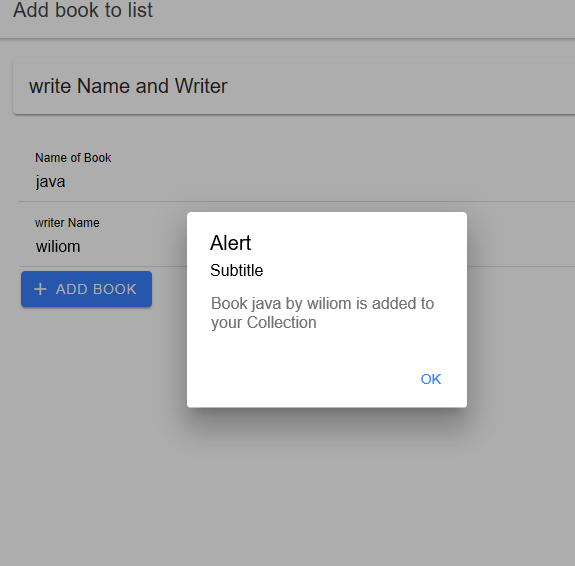 Add book to list
write Name and Writer
Name of Book
java
writer Name
wiliom
ADD BOOK
Alert
Subtitle
Book java by wiliom is added to
your Collection
OK